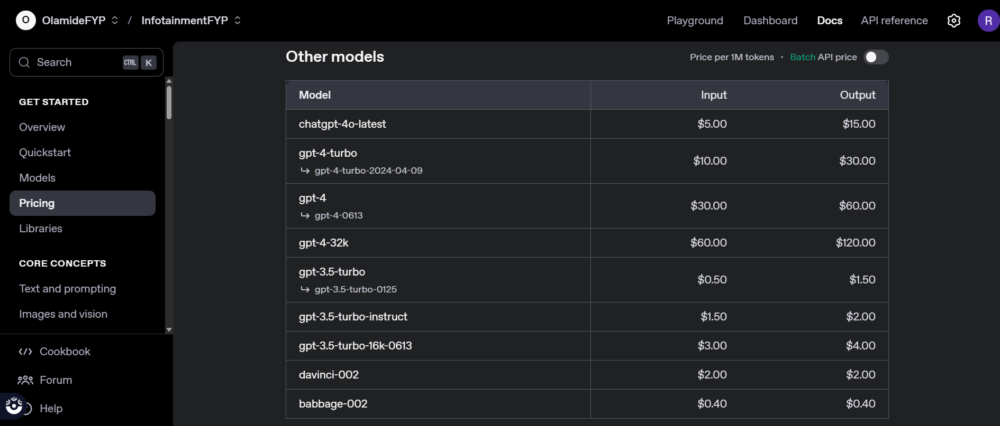 O OlamideFYP / InfotainmentFYP
Playground Dashboard Docs API reference R
Search CTRL K
GET STARTED
Overview
Quickstart
Models
Pricing
Libraries
CORE CONCEPTS
Text and prompting
Images and vision
Cookbook
Forum
Help
Other models
Price per 1M tokens · Batch API price
Model Input Output
chatgpt-4o-latest $5.00 $15.00
gpt-4-turbo $10.00 $30.00
gpt-4-turbo-2024-04-09
gpt-4 $30.00 $60.00
gpt-4-0613
gpt-4-32k $60.00 $120.00
gpt-3.5-turbo $0.50 $1.50
gpt-3.5-turbo-0125
gpt-3.5-turbo-instruct $1.50 $2.00
gpt-3.5-turbo-16k-0613 $3.00 $4.00
davinci-002 $2.00 $2.00
babbage-002 $0.40 $0.40